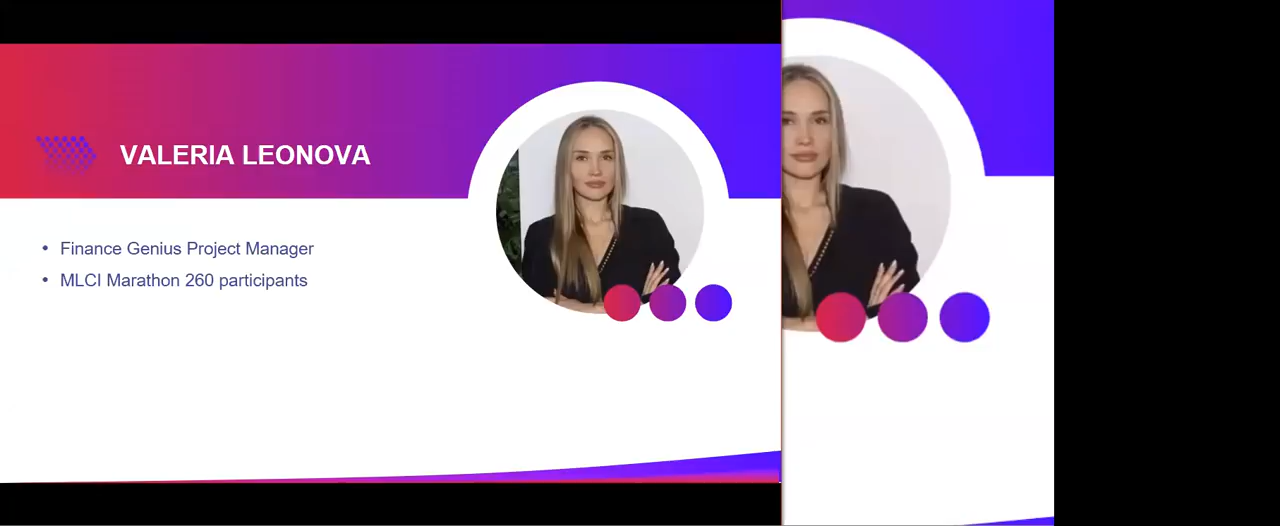 VALERIA LEONOVA
• Finance Genius Project Manager
• MLCI Marathon 260 participants